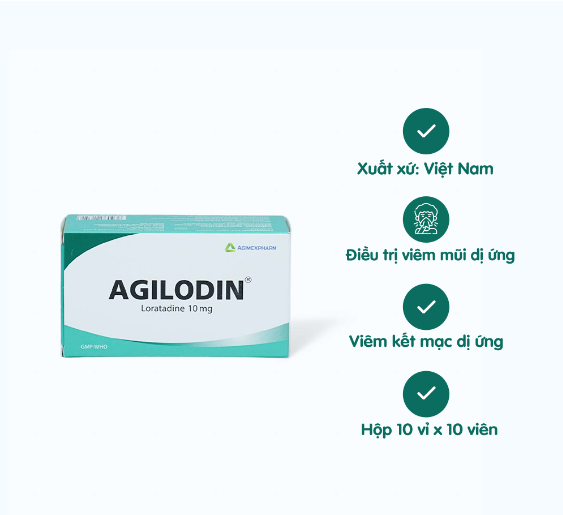 AGIMEXPHARM
AGILODIN®
Loratadine 10 mg
GMP-WHO
Xuất xứ: Việt Nam
Điều trị viêm mũi dị ứng
Viêm kết mạc dị ứng
Hộp 10 vỉ x 10 viên